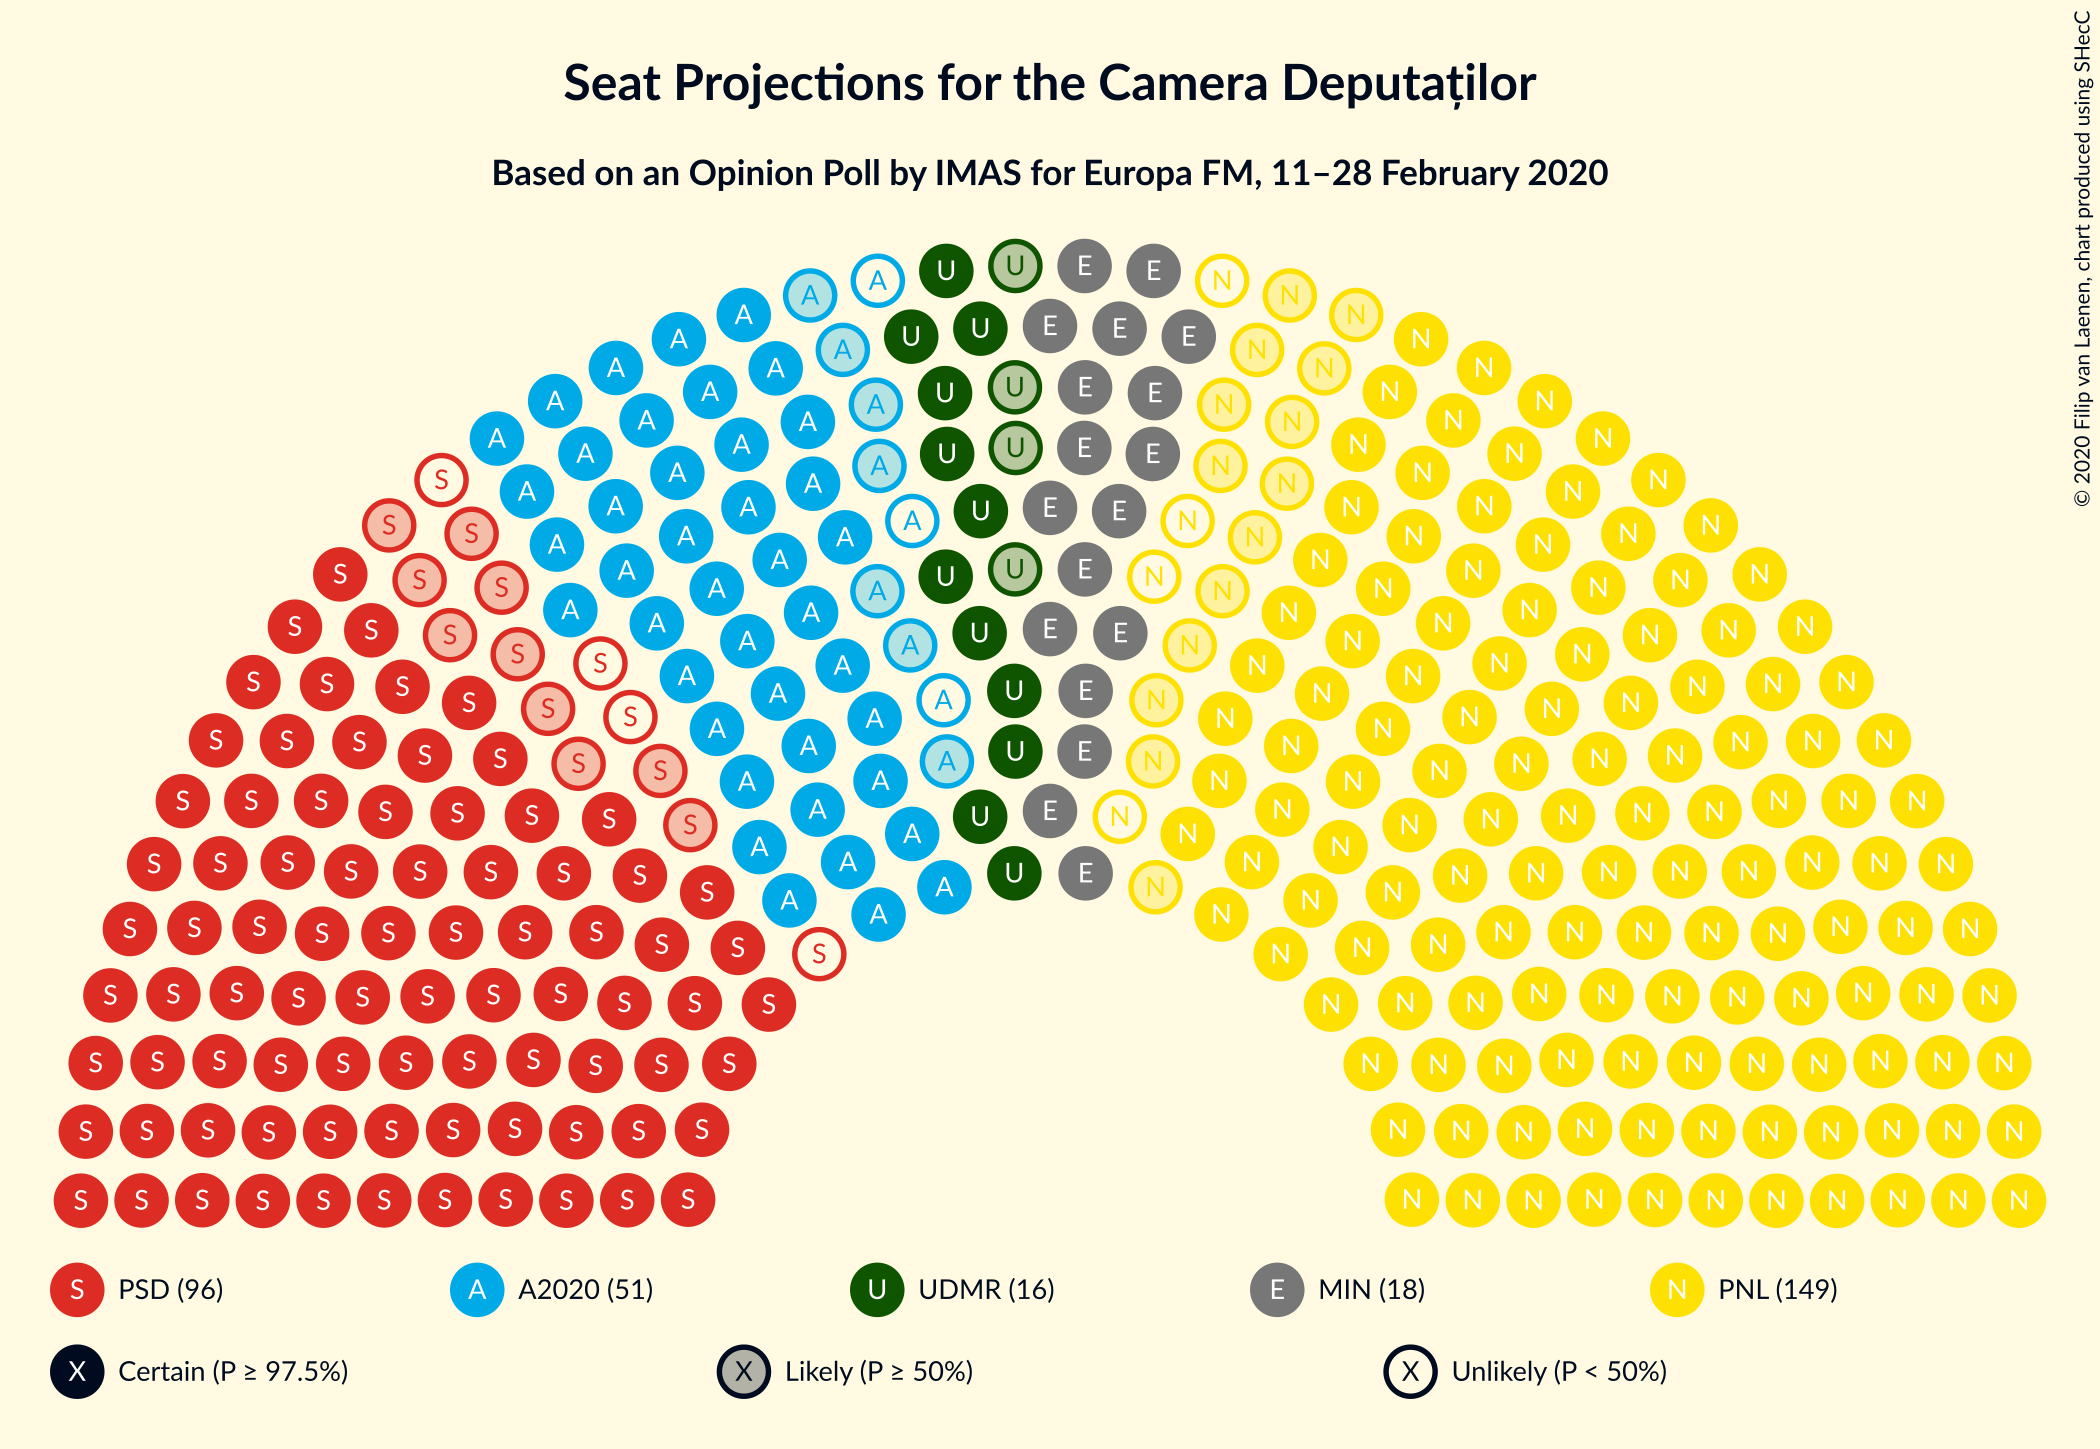 Seat Projections for the Camera Deputaților
Based on an Opinion Poll by IMAS for Europa FM, 11–28 February 2020
© 2020 Filip van Laenen, chart produced using SHecC
S PSD (96) A A2020 (51) U UDMR (16) E MIN (18) N PNL (149)
X Certain (P ≥ 97.5%) X Likely (P ≥ 50%) X Unlikely (P < 50%)